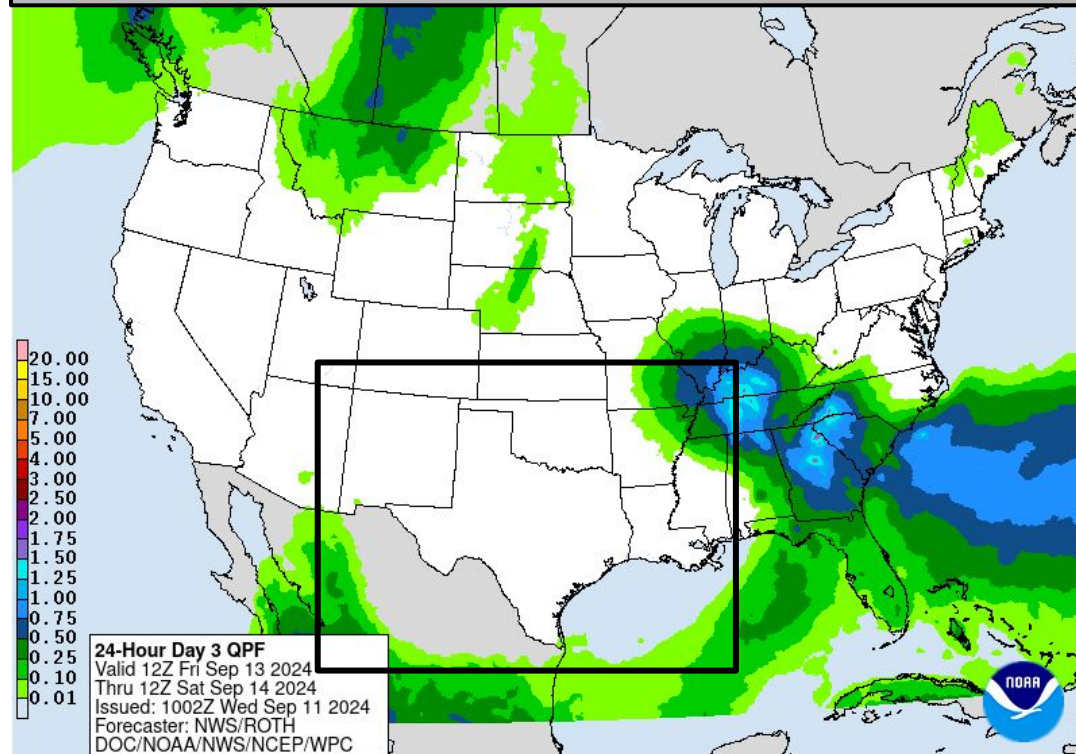 20.00
15.00
10.00
7.00
5.00
4.00
3.00
2.50
2.00
1.75
1.50
1.25
1.00
0.75
0.50
0.25
0.10
0.01
24-Hour Day 3 QPF
Valid 12Z Fri Sep 13 2024
Thru 12Z Sat Sep 14 2024
Issued: 1002Z Wed Sep 11 2024
Forecaster: NWS/ROTH
DOC/NOAA/NWS/NCEP/WPC
NOAA